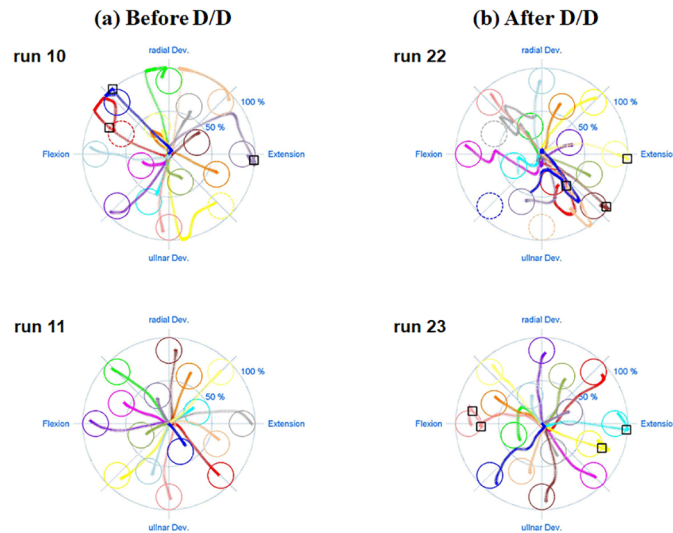 (a) Before D/D
(b) After D/D
run 10
radial Dev.
100 %
50 %
Flexion
Extension
ullnar Dev.
run 22
radial Dev.
100 %
50 %
Flexion
Extension
ullnar Dev.
run 11
radial Dev.
100 %
50 %
Flexion
Extension
ullnar Dev.
run 23
radial Dev.
100 %
50 %
Flexion
Extension
ullnar Dev.